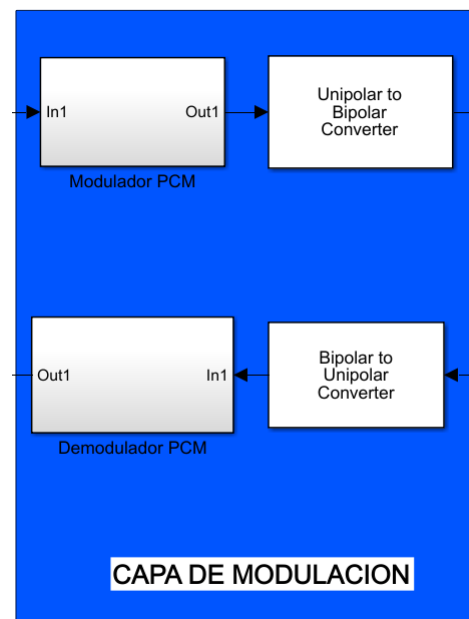 In1
Out1
Modulador PCM
Unipolar to
Bipolar
Converter
Out1
In1
Demodulador PCM
Bipolar to
Unipolar
Converter
CAPA DE MODULACION